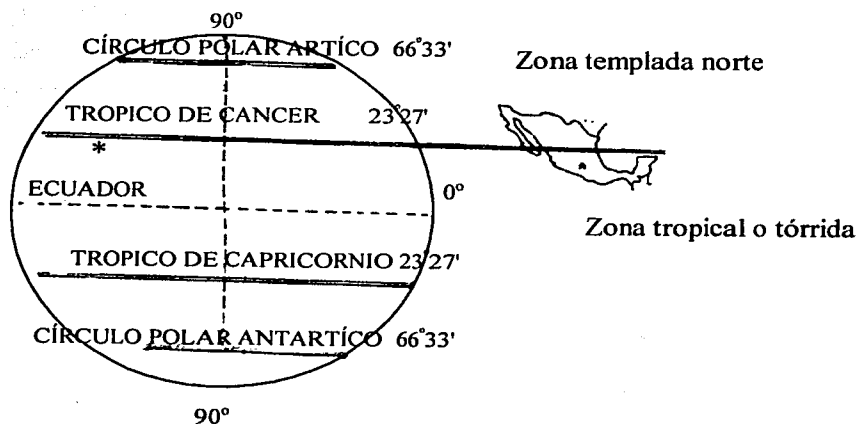 90º
CÍRCULO POLAR ARTÍCO 66°33'
Zona templada norte
TROPICO DE CANCER 23°27'
*
ECUADOR
0º
Zona tropical o tórrida
TROPICO DE CAPRICORNIO 23°27'
CÍRCULO POLAR ANTARTÍCO 66°33'
90º